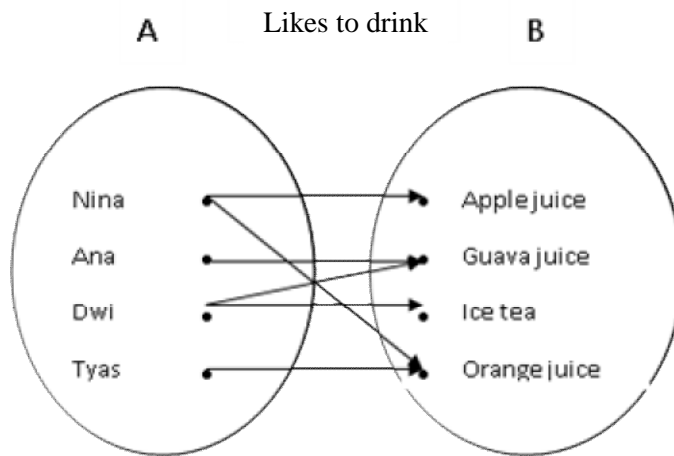 A Likes to drink B
Nina Apple juice
Ana Guava juice
Dwi Ice tea
Tyas Orange juice